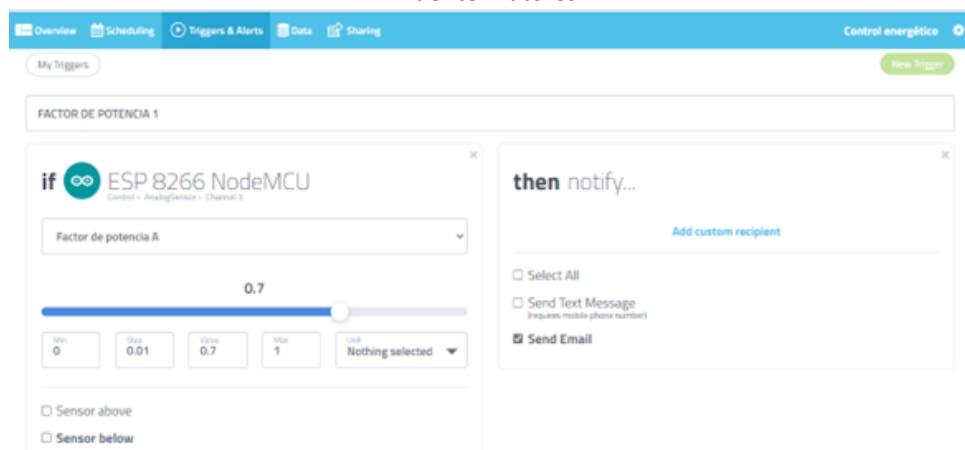 Overview Scheduling Triggers & Alerts Data Sharing Control energético
My Triggers New Trigger
FACTOR DE POTENCIA 1
if ESP 8266 NodeMCU
Control - AnalogSensor - Channel 3
Factor de potencia A
0.7
Min Step Value Max Unit
0 0.01 0.7 1 Nothing selected
Sensor above
Sensor below
then notify...
Add custom recipient
Select All
Send Text Message
(requires mobile phone number)
Send Email